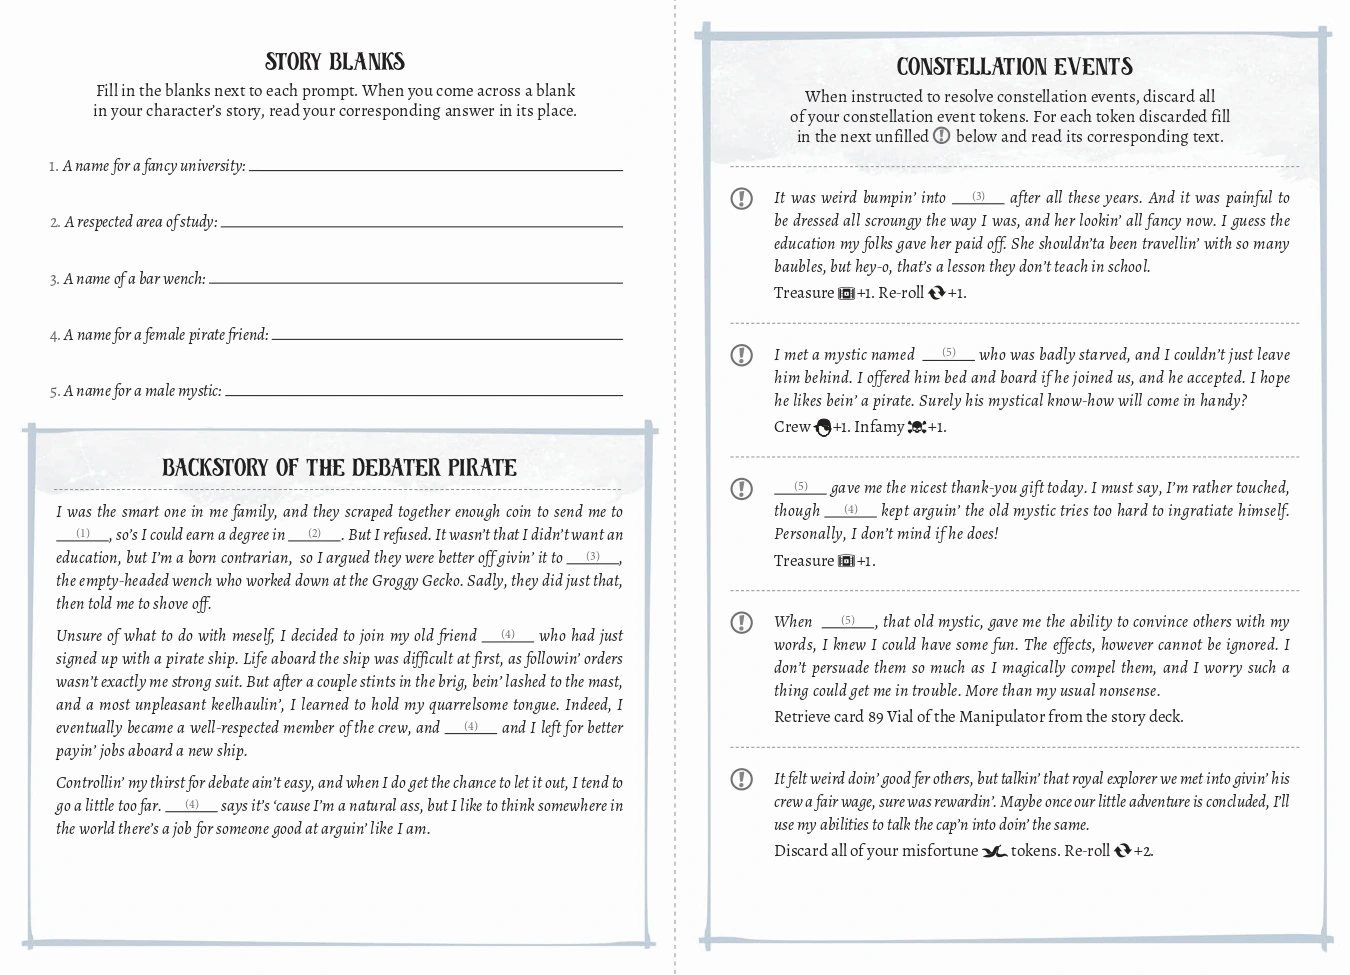 STORY BLANKS
Fill in the blanks next to each prompt. When you come across a blank
in your character's story, read your corresponding answer in its place.
1. A name for a fancy university:
2. A respected area of study:
3. A name of a bar wench:
4. A name for a female pirate friend:
5. A name for a male mystic:
BACKSTORY OF THE DEBATER PIRATE
I was the smart one in me family, and they scraped together enough coin to send me to
(1), so's I could earn a degree in (2). But I refused. It wasn't that I didn't want an
education, but I'm a born contrarian, so I argued they were better off givin' it to (3),
the empty-headed wench who worked down at the Groggy Gecko. Sadly, they did just that,
then told me to shove off.
Unsure of what to do with meself, I decided to join my old friend (4) who had just
signed up with a pirate ship. Life aboard the ship was difficult at first, as followin' orders
wasn't exactly me strong suit. But after a couple stints in the brig, bein' lashed to the mast,
and a most unpleasant keelhaulin', I learned to hold my quarrelsome tongue. Indeed, I
eventually became a well-respected member of the crew, and (4) and I left for better
payin' jobs aboard a new ship.
Controllin' my thirst for debate ain't easy, and when I do get the chance to let it out, I tend to
go a little too far. (4) says it's 'cause I'm a natural ass, but I like to think somewhere in
the world there's a job for someone good at arguin' like I am.
CONSTELLATION EVENTS
When instructed to resolve constellation events, discard all
of your constellation event tokens. For each token discarded fill
in the next unfilled ! below and read its corresponding text.
! It was weird bumpin' into (3) after all these years. And it was painful to
be dressed all scroungy the way I was, and her lookin' all fancy now. I guess the
education my folks gave her paid off. She shouldn'ta been travellin' with so many
baubles, but hey-o, that's a lesson they don't teach in school.
Treasure +1. Re-roll +1.
! I met a mystic named (5) who was badly starved, and I couldn't just leave
him behind. I offered him bed and board if he joined us, and he accepted. I hope
he likes bein' a pirate. Surely his mystical know-how will come in handy?
Crew +1. Infamy +1.
! (5) gave me the nicest thank-you gift today. I must say, I'm rather touched,
though (4) kept arguin' the old mystic tries too hard to ingratiate himself.
Personally, I don't mind if he does!
Treasure +1.
! When (5), that old mystic, gave me the ability to convince others with my
words, I knew I could have some fun. The effects, however cannot be ignored. I
don't persuade them so much as I magically compel them, and I worry such a
thing could get me in trouble. More than my usual nonsense.
Retrieve card 89 Vial of the Manipulator from the story deck.
! It felt weird doin' good fer others, but talkin' that royal explorer we met into givin' his
crew a fair wage, sure was rewardin'. Maybe once our little adventure is concluded, I'll
use my abilities to talk the cap'n into doin' the same.
Discard all of your misfortune tokens. Re-roll +2.